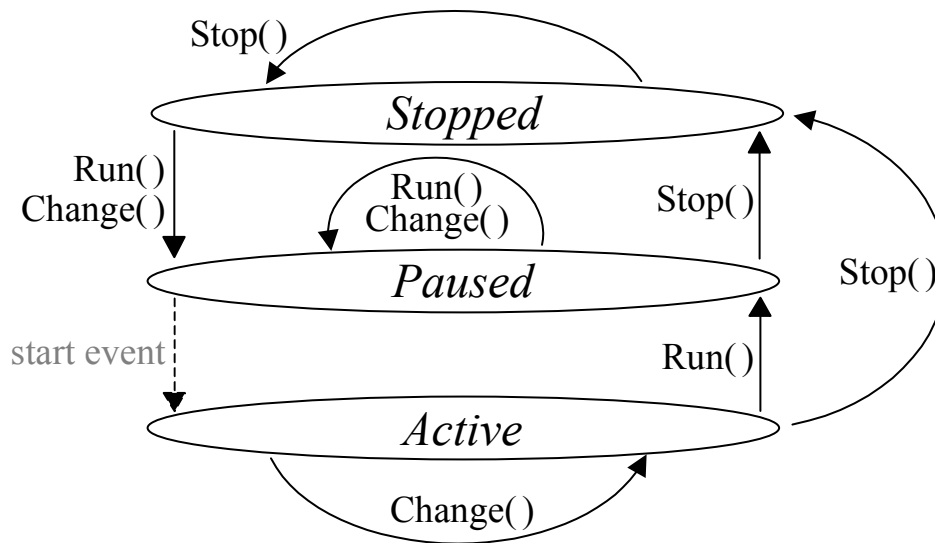 Stop()
Stopped
Run()
Change()
Run()
Change()
Stop()
Paused
Stop()
start event
Run()
Active
Change()